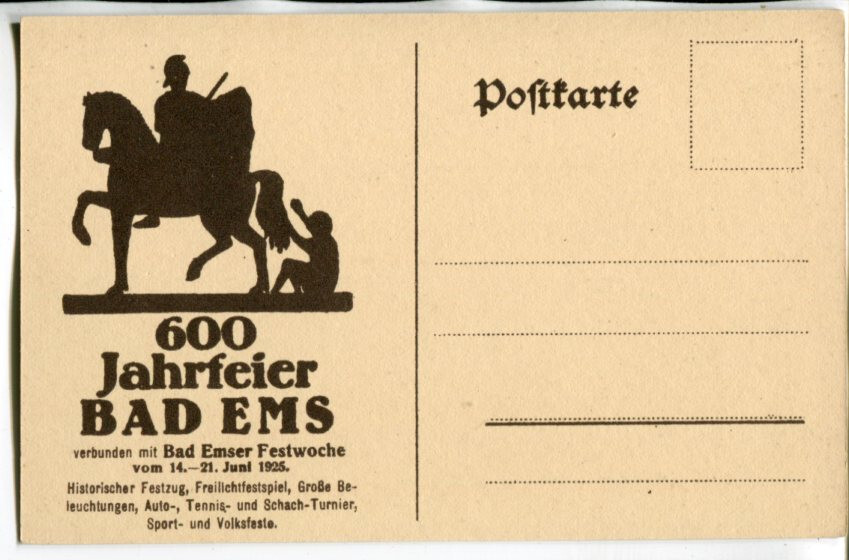 600
Jahrfeier
BAD EMS
verbunden mit Bad Emser Festwoche
vom 14.—21. Juni 1925.
Historischer Festzug, Freilichtfestspiel, Große Be-
leuchtungen, Auto-, Tennis- und Schach-Turnier,
Sport- und Volksfeste.
Poſtkarte